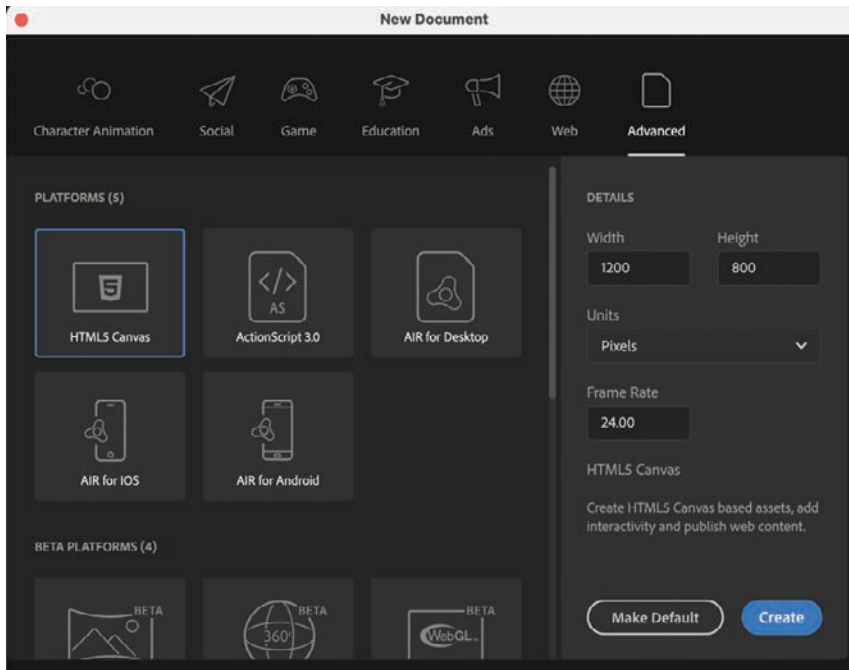 New Document
Character Animation
Social
Game
Education
Ads
Web
Advanced
PLATFORMS (5)
HTML5 Canvas
</>
AS
ActionScript 3.0
AIR for Desktop
AIR for IOS
AIR for Android
BETA PLATFORMS (4)
BETA
360°
BETA
WebGL
BETA
DETAILS
Width
Height
1200
800
Units
Pixels
Frame Rate
24.00
HTML5 Canvas
Create HTML5 Canvas based assets, add
interactivity and publish web content.
Make Default
Create